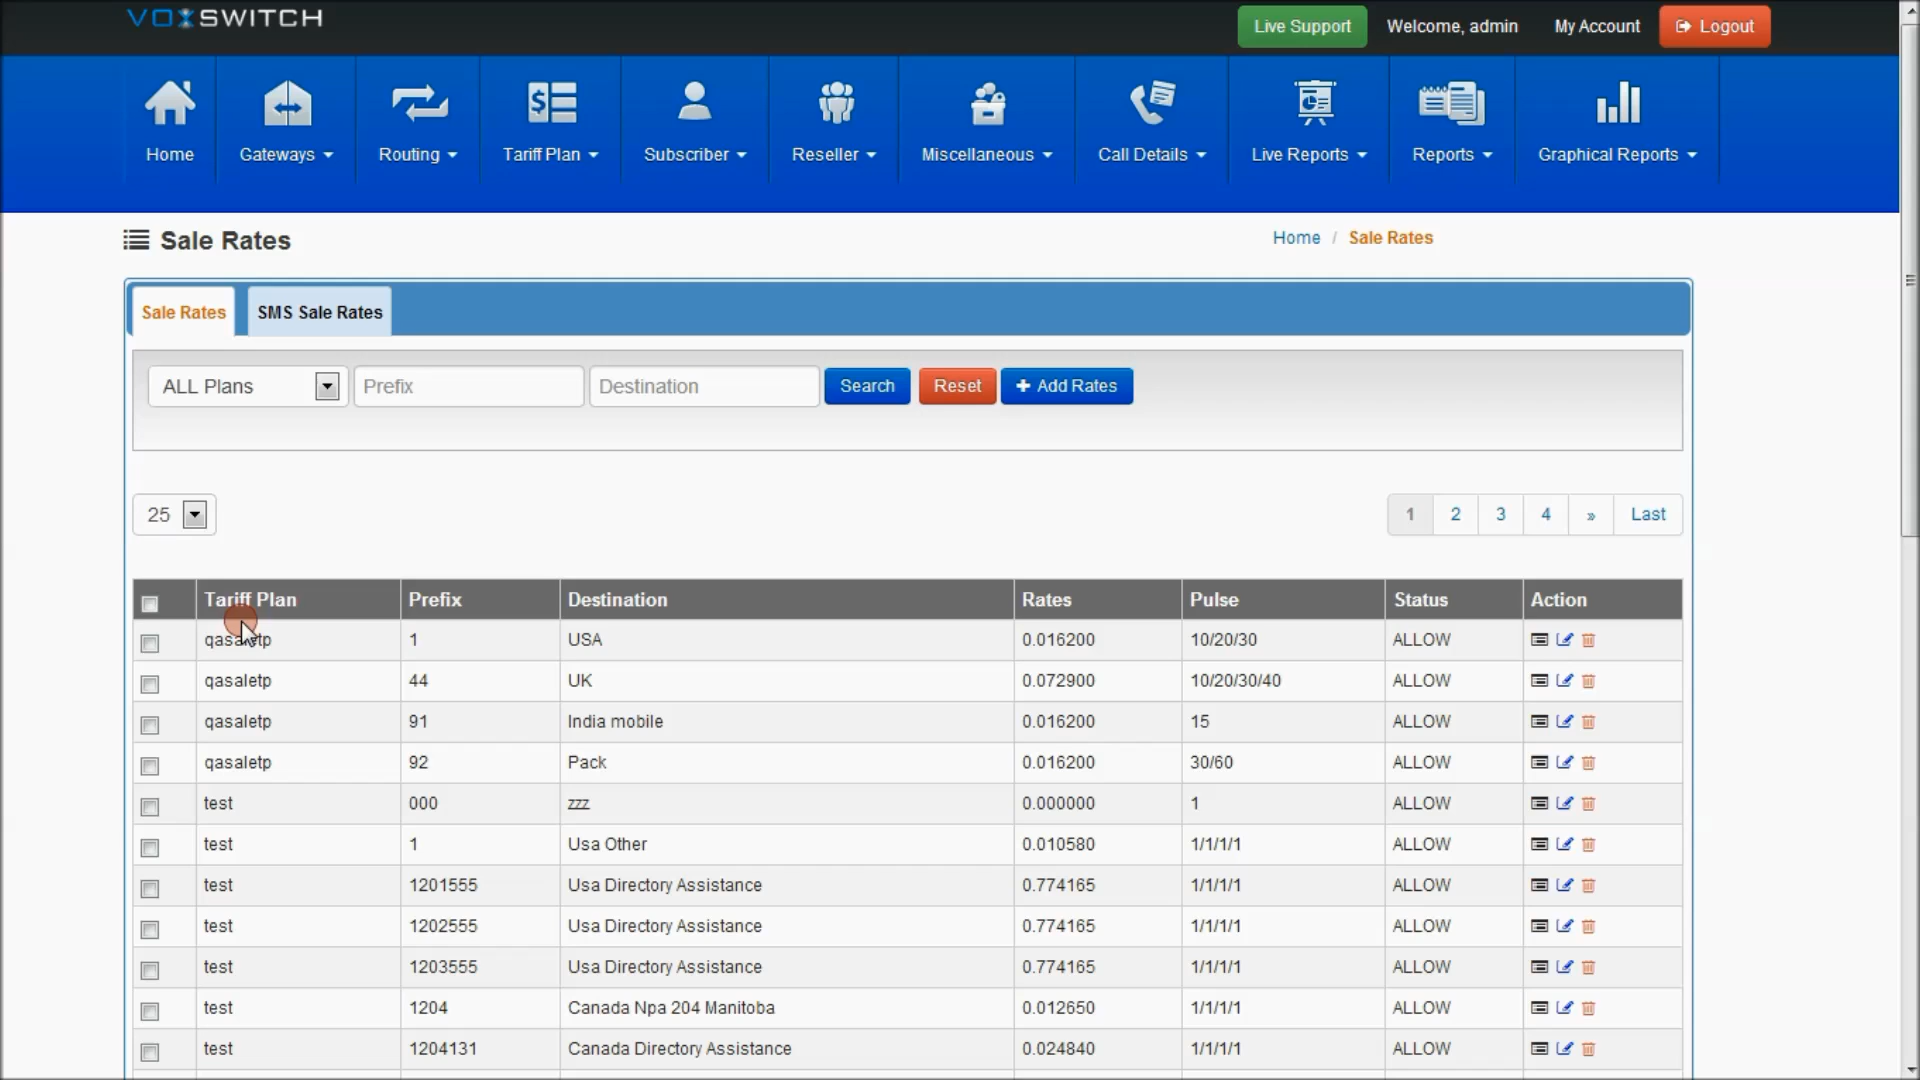 VOXSWITCH
Live Support Welcome, admin My Account Logout
Home Gateways Routing Tariff Plan Subscriber Reseller Miscellaneous Call Details Live Reports Reports Graphical Reports
Sale Rates
Home / Sale Rates
Sale Rates SMS Sale Rates
ALL Plans Prefix Destination Search Reset + Add Rates
25 1 2 3 4 » Last
Tariff Plan Prefix Destination Rates Pulse Status Action
qasaletp 1 USA 0.016200 10/20/30 ALLOW
qasaletp 44 UK 0.072900 10/20/30/40 ALLOW
qasaletp 91 India mobile 0.016200 15 ALLOW
qasaletp 92 Pack 0.016200 30/60 ALLOW
test 000 zzz 0.000000 1 ALLOW
test 1 Usa Other 0.010580 1/1/1/1 ALLOW
test 1201555 Usa Directory Assistance 0.774165 1/1/1/1 ALLOW
test 1202555 Usa Directory Assistance 0.774165 1/1/1/1 ALLOW
test 1203555 Usa Directory Assistance 0.774165 1/1/1/1 ALLOW
test 1204 Canada Npa 204 Manitoba 0.012650 1/1/1/1 ALLOW
test 1204131 Canada Directory Assistance 0.024840 1/1/1/1 ALLOW